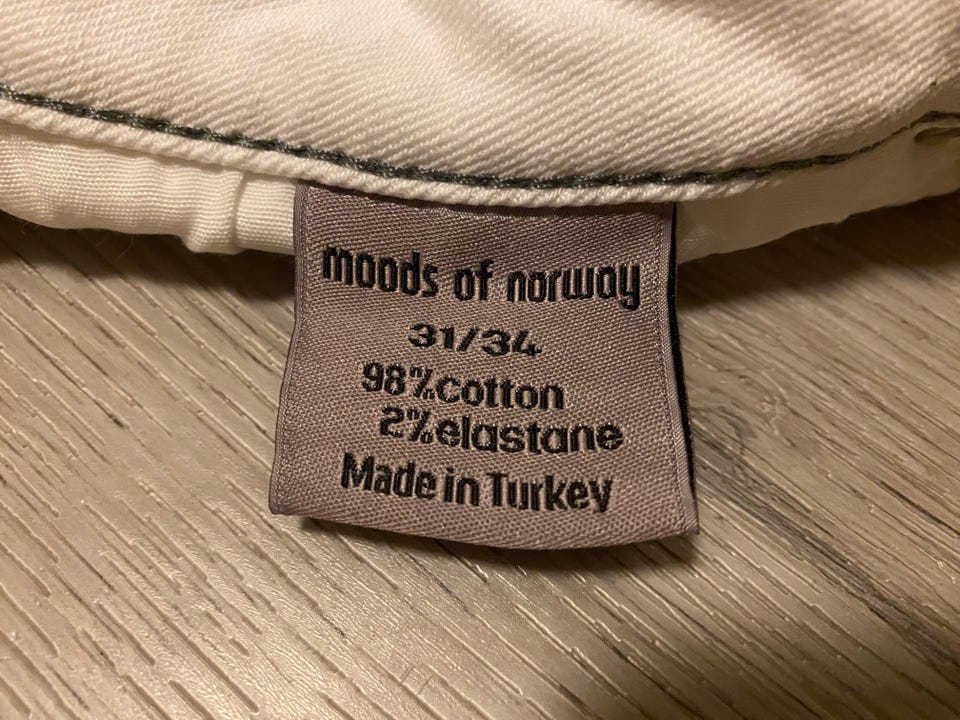 moods of norway
31/34
98%cotton
2%elastane
Made in Turkey